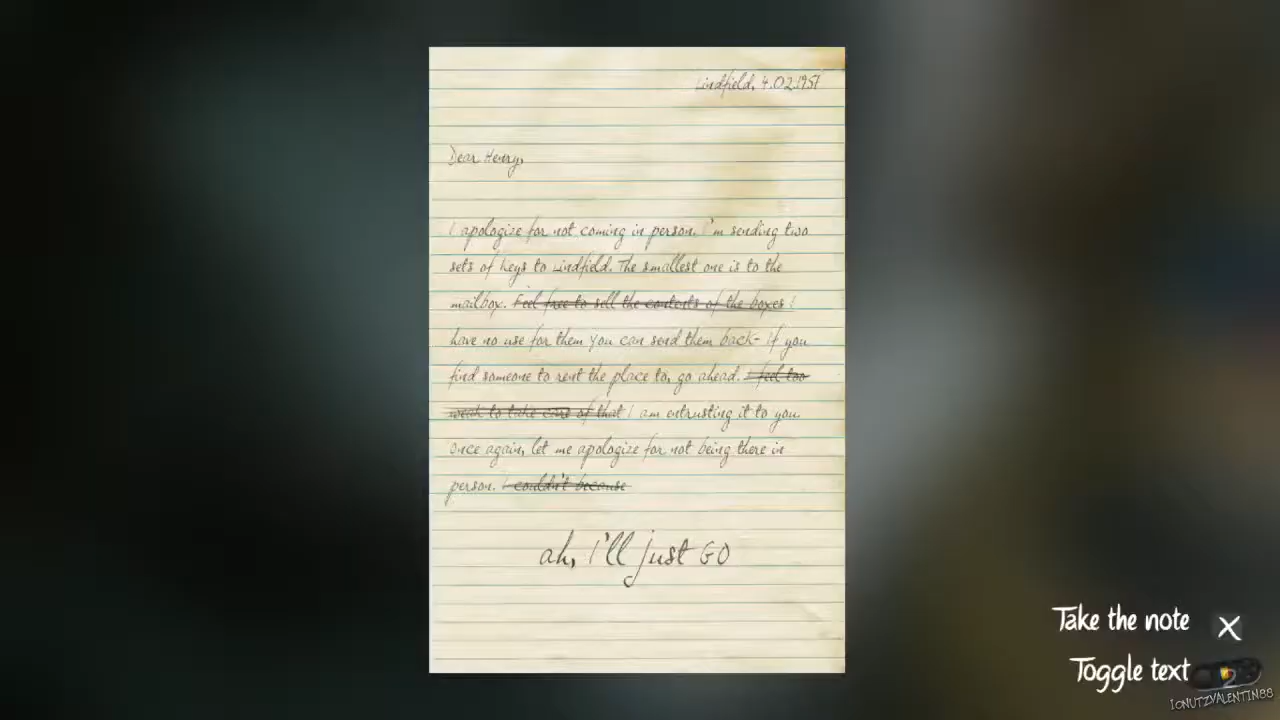 Lindfield, 4.02.1951
Dear Henry,
I apologize for not coming in person. I'm sending two
sets of keys to Lindfield. The smallest one is to the
mailbox. Feel free to sell the contents of the boxes I
have no use for them you can send them back- if you
find someone to rent the place to, go ahead. I feel too
weak to take care of that I am entrusting it to you.
Once again, let me apologize for not being there in
person. I couldn't because
ah, I'll just GO
Take the note X
Toggle text
IONUTZVALENTIN88